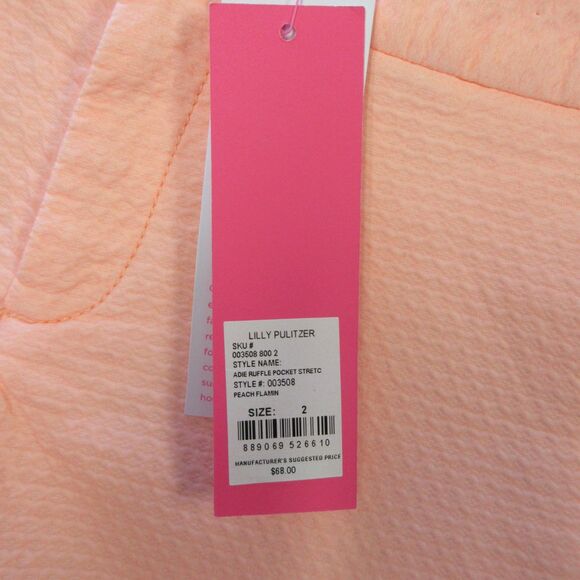 LILLY PULITZER
SKU #
003508 800 2
STYLE NAME:
ADIE RUFFLE POCKET STRETC
STYLE #: 003508
PEACH FLAMIN
SIZE: 2
889069 526610
MANUFACTURER'S SUGGESTED PRICE
$68.00